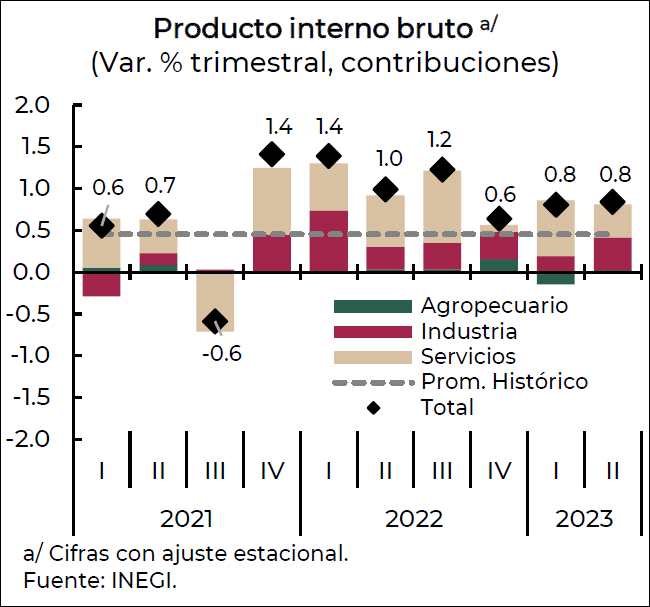 Producto interno bruto a/
(Var. % trimestral, contribuciones)
2.0
1.5
1.0
0.5
0.0
-0.5
-1.0
-1.5
-2.0
0.6
0.7
-0.6
1.4
1.4
1.0
1.2
0.6
0.8
0.8
Agropecuario
Industria
Servicios
Prom. Histórico
Total
I II III IV I II III IV I II
2021 2022 2023
a/ Cifras con ajuste estacional.
Fuente: INEGI.